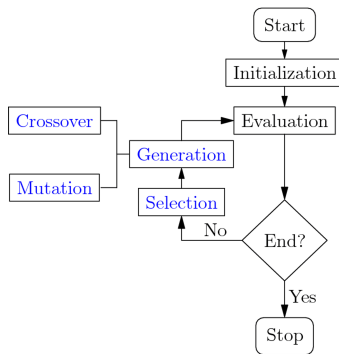 Start
Initialization
Evaluation
Crossover
Generation
Mutation
Selection
No
End?
Yes
Stop